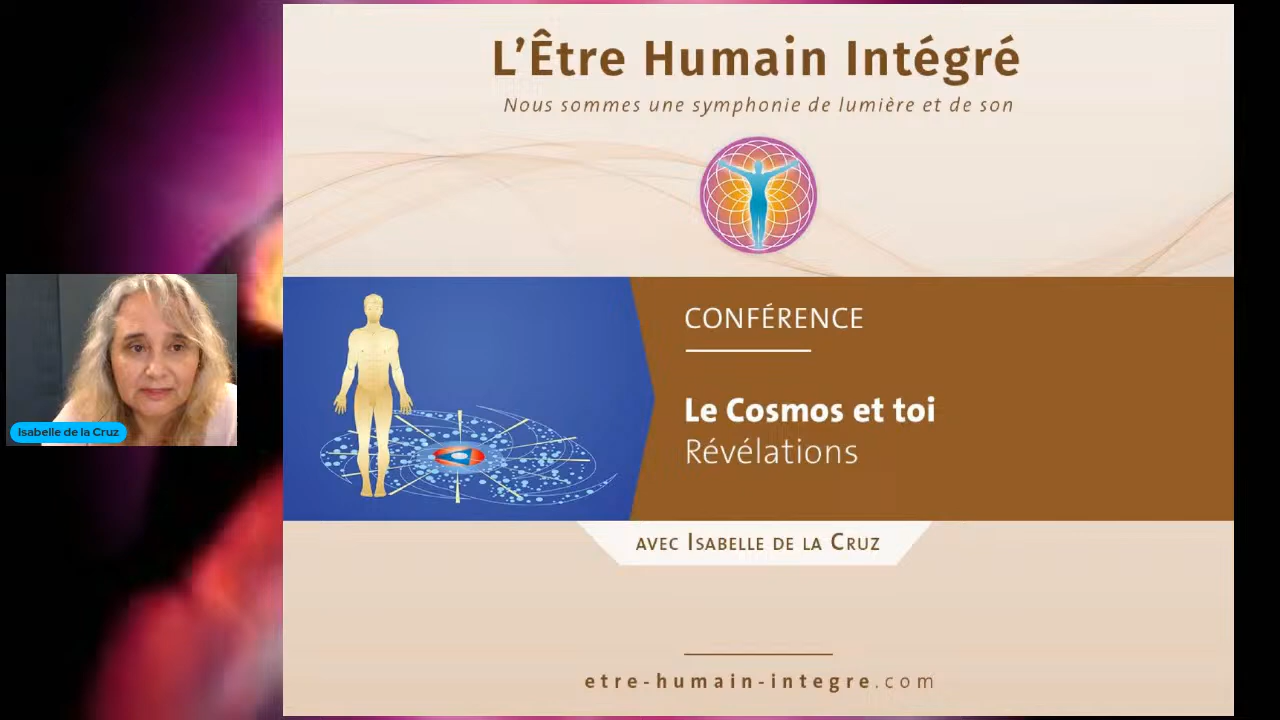 L'Être Humain Intégré
Nous sommes une symphonie de lumière et de son
CONFÉRENCE
Le Cosmos et toi
Révélations
Isabelle de la Cruz
AVEC ISABELLE DE LA CRUZ
etre-humain-integre.com